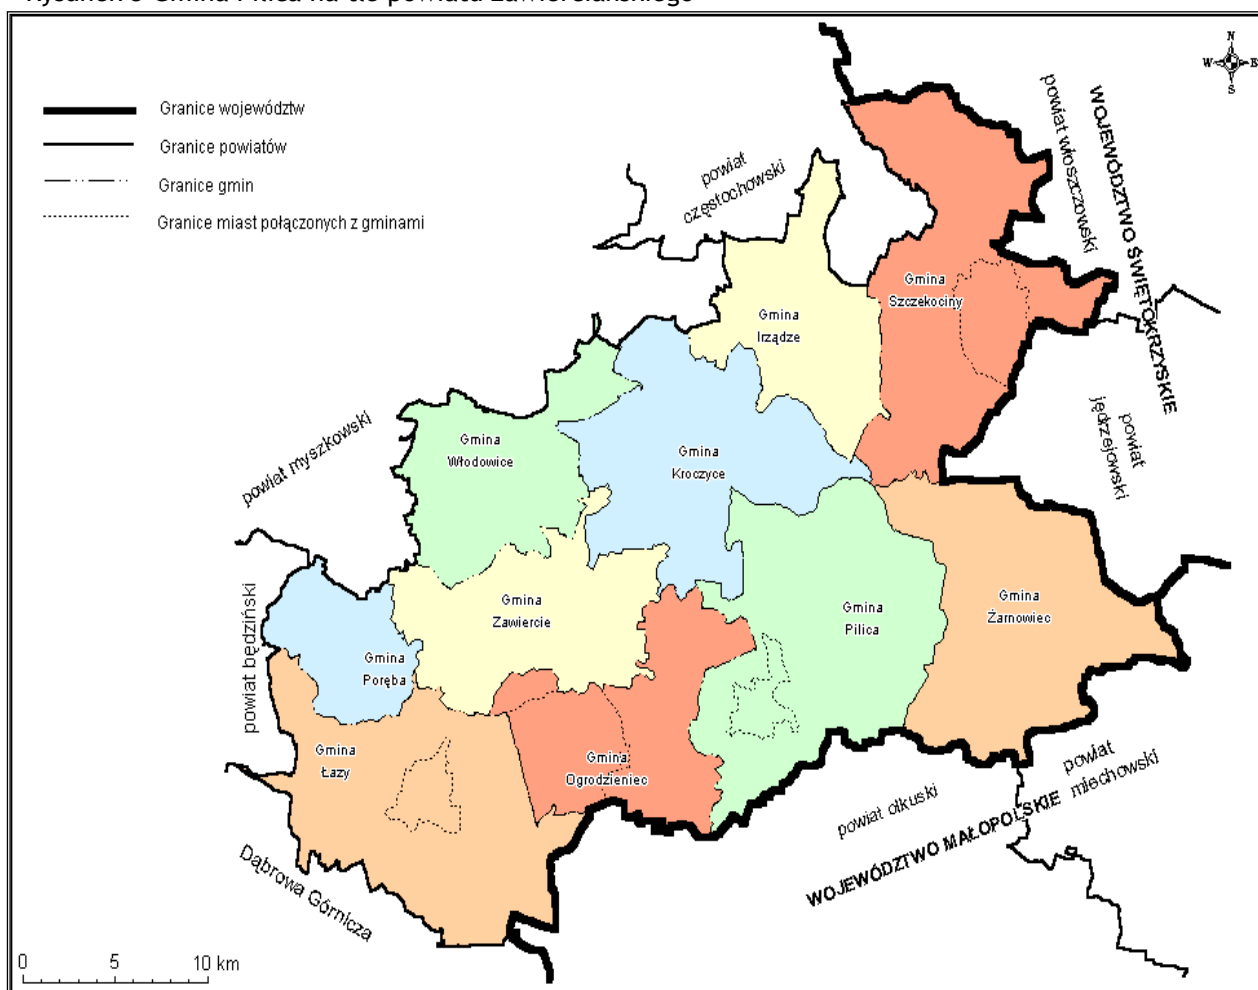 N
W E
S
Granice województw
Granice powiatów
Granice gmin
Granice miast połączonych z gminami
powiat
częstochowski
powiat włoszczowski
WOJEWÓDZTWO ŚWIĘTOKRZYSKIE
Gmina
Szczekociny
Gmina
Irządze
powiat
jędrzejowski
powiat myszkowski
Gmina
Włodowice
Gmina
Kroczyce
powiat będziński
Gmina
Zawiercie
Gmina
Pilica
Gmina
Żarnowiec
Gmina
Poręba
Gmina
Łazy
Gmina
Ogrodzieniec
powiat olkuski
powiat
miechowski
WOJEWÓDZTWO MAŁOPOLSKIE
Dąbrowa Górnicza
0 5 10 km